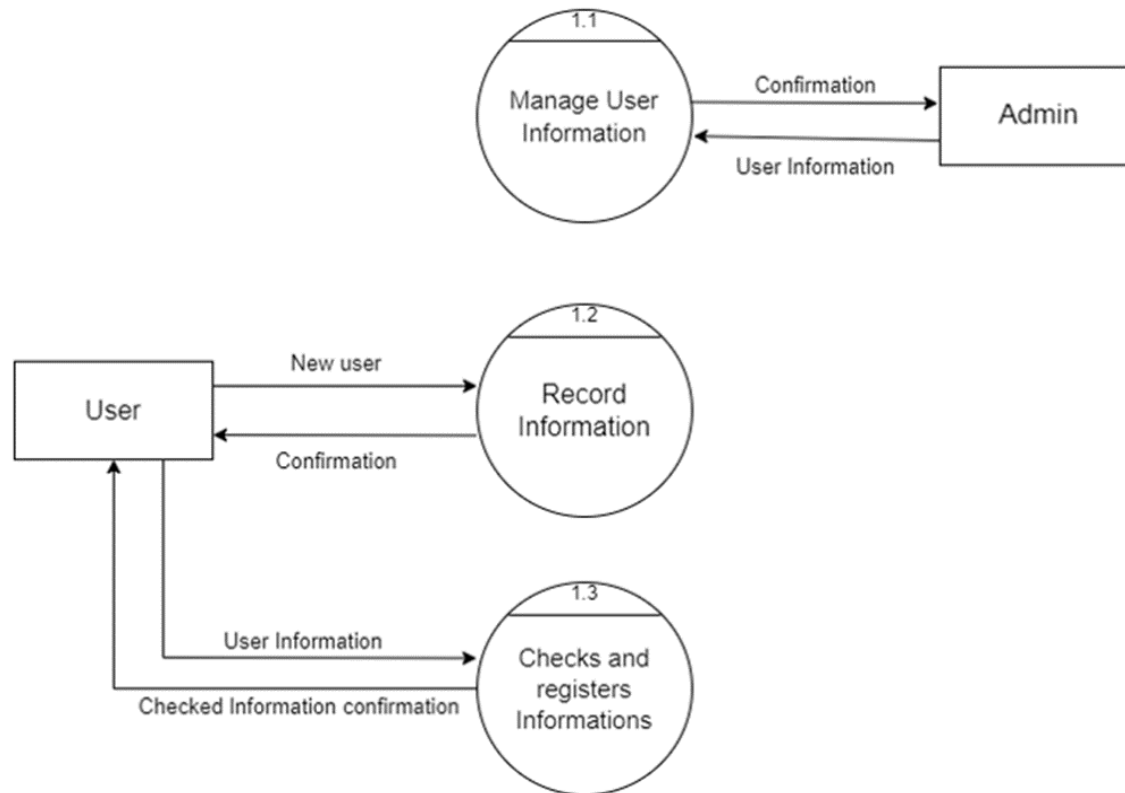 1.1
Manage User
Information
Confirmation
User Information
Admin
1.2
Record
Information
New user
Confirmation
User
1.3
Checks and
registers
Informations
User Information
Checked Information confirmation